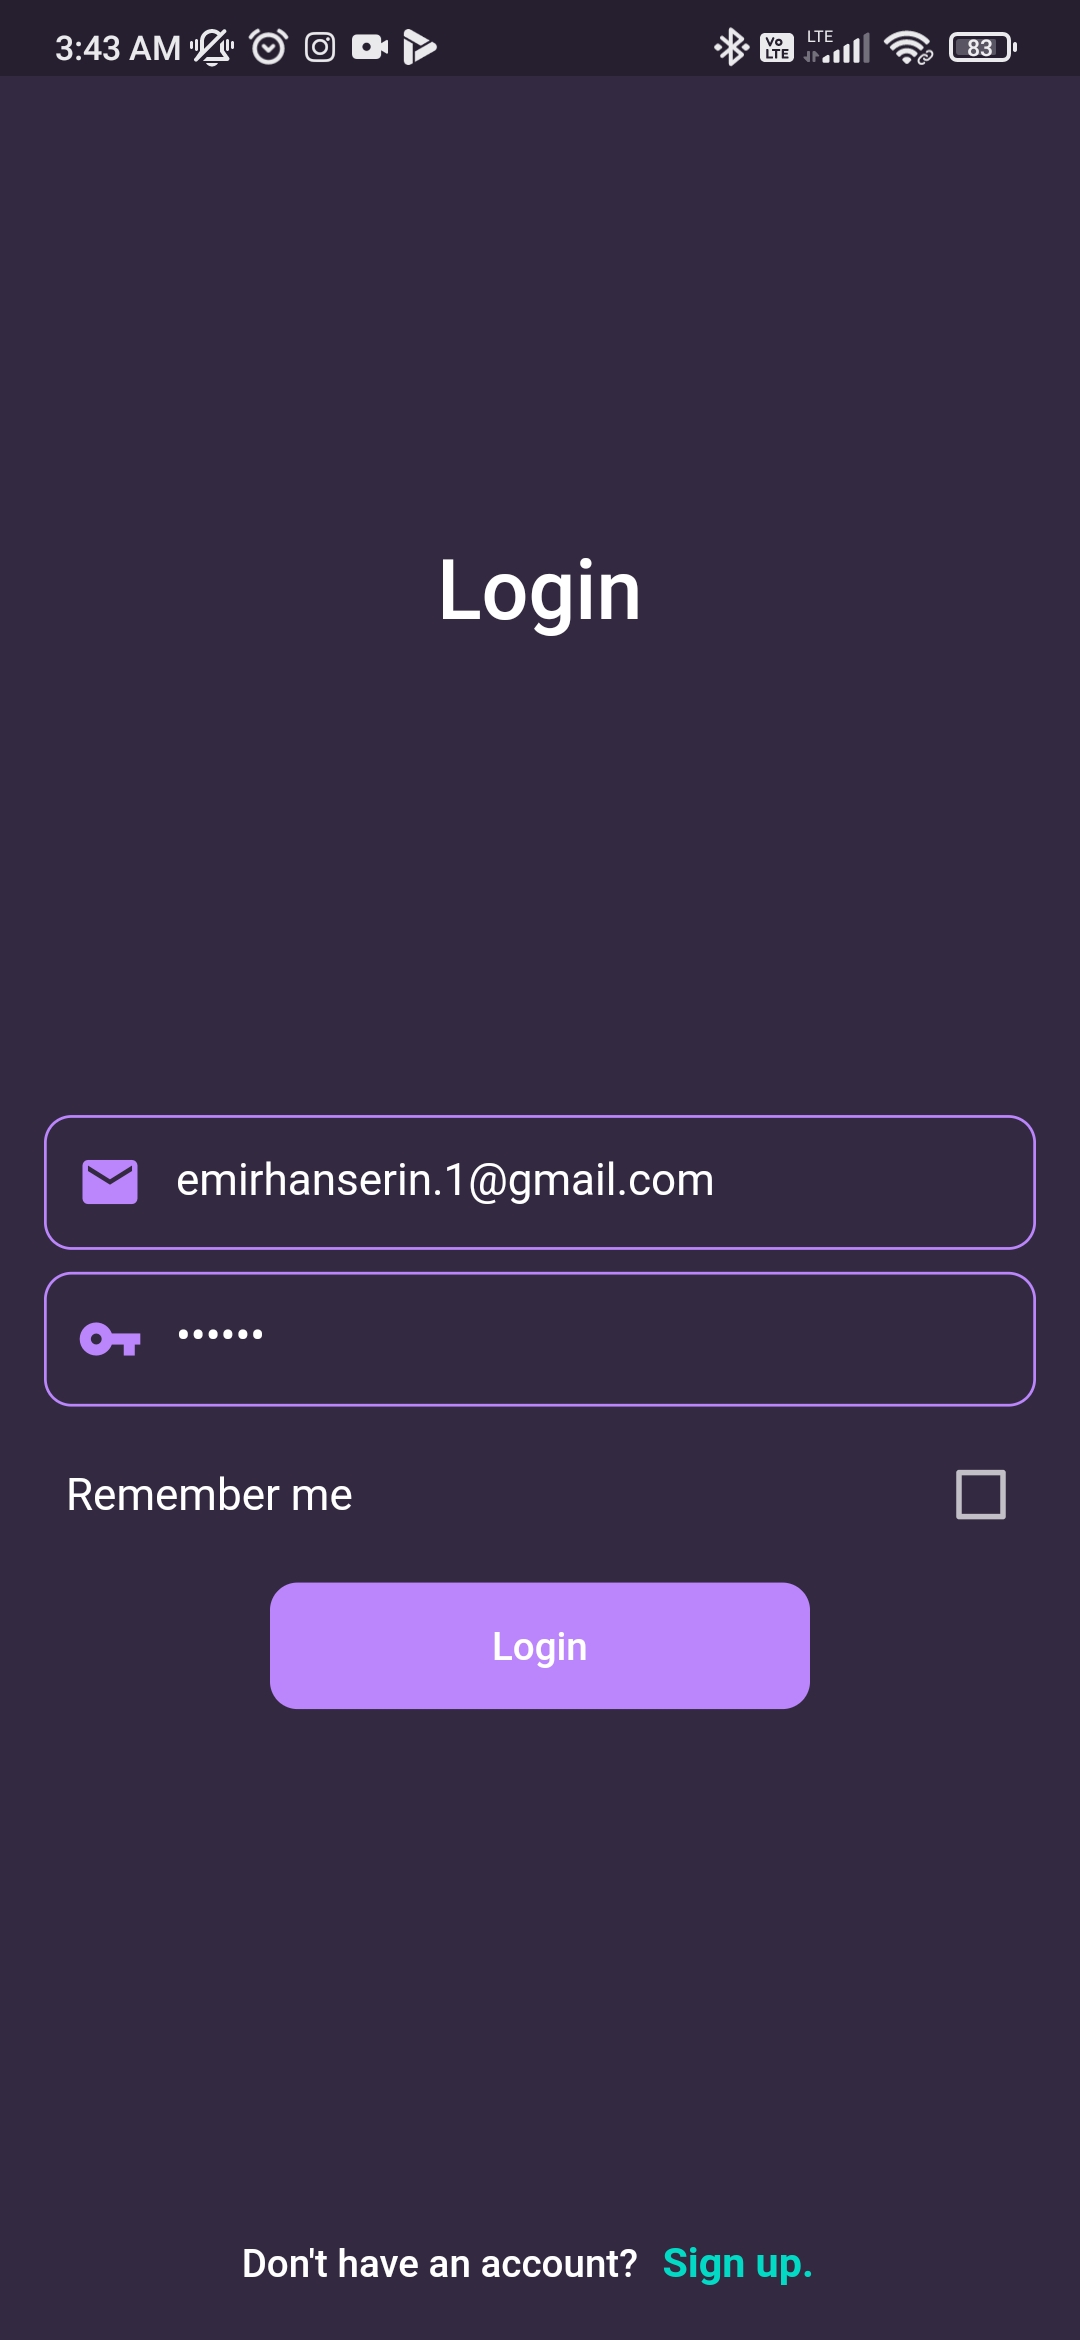 3:43 AM
Vo
LTE
LTE
83
Login
emirhanserin.1@gmail.com
••••••
Remember me
Login
Don't have an account? Sign up.